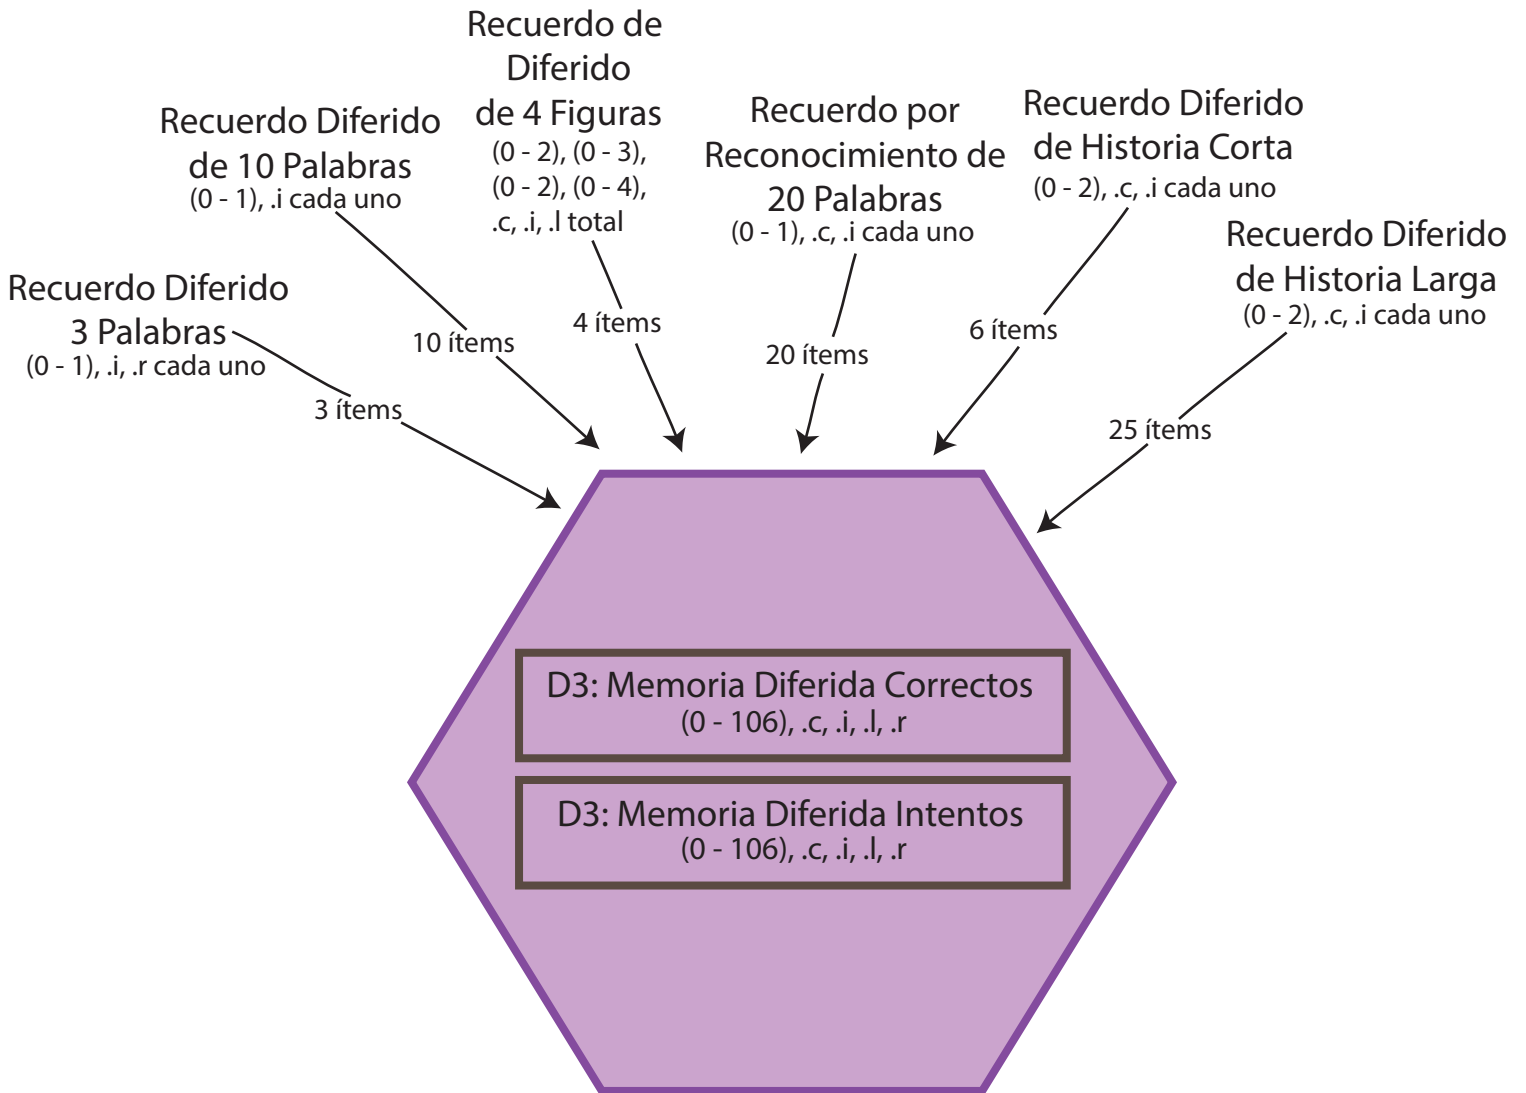 Recuerdo de
Diferido
de 4 Figuras
(0 - 2), (0 - 3),
(0 - 2), (0 - 4),
.c, .i, .l total
4 ítems
Recuerdo Diferido
de 10 Palabras
(0 - 1), .i cada uno
10 ítems
Recuerdo Diferido
3 Palabras
(0 - 1), .i, .r cada uno
3 ítems
Recuerdo por
Reconocimiento de
20 Palabras
(0 - 1), .c, .i cada uno
20 ítems
Recuerdo Diferido
de Historia Corta
(0 - 2), .c, .i cada uno
6 ítems
Recuerdo Diferido
de Historia Larga
(0 - 2), .c, .i cada uno
25 ítems
D3: Memoria Diferida Correctos
(0 - 106), .c, .i, .l, .r
D3: Memoria Diferida Intentos
(0 - 106), .c, .i, .l, .r